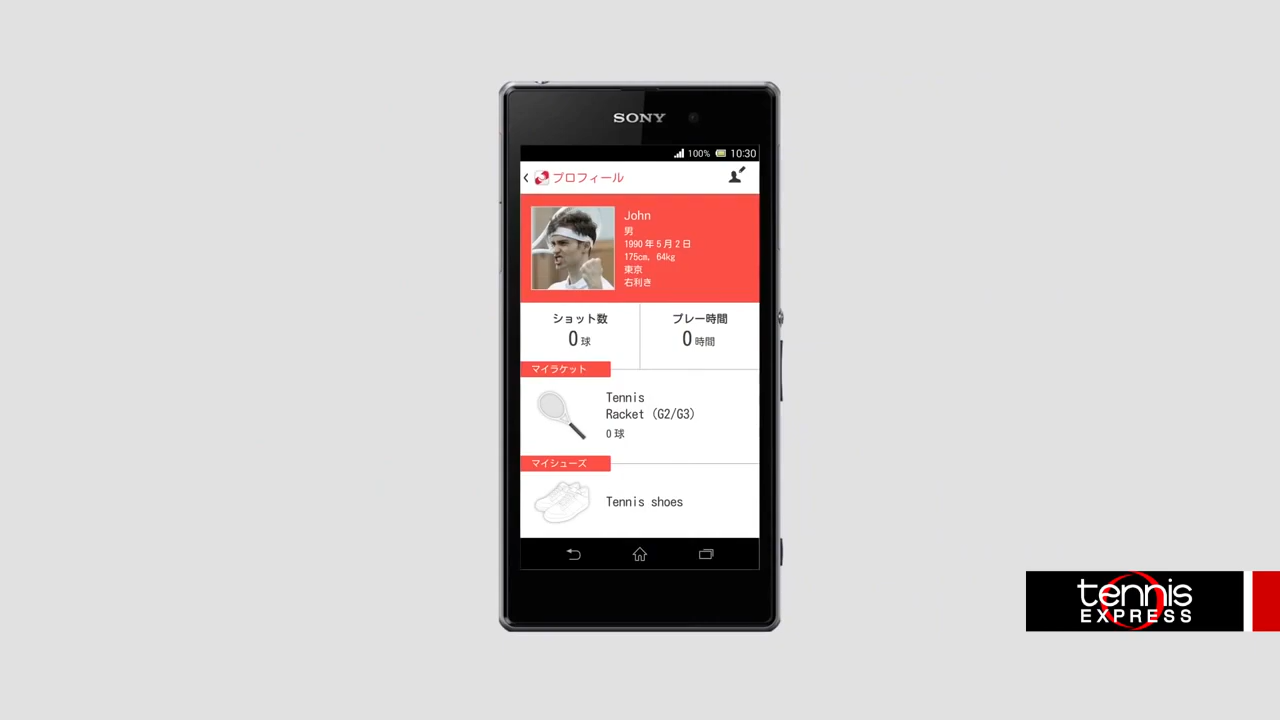 SONY
100% 10:30
プロフィール
John
男
1990年5月2日
175cm, 64kg
東京
右利き
ショット数
0球
プレー時間
0時間
マイラケット
Tennis
Racket (G2/G3)
0球
マイシューズ
Tennis shoes
tennis
EXPRESS